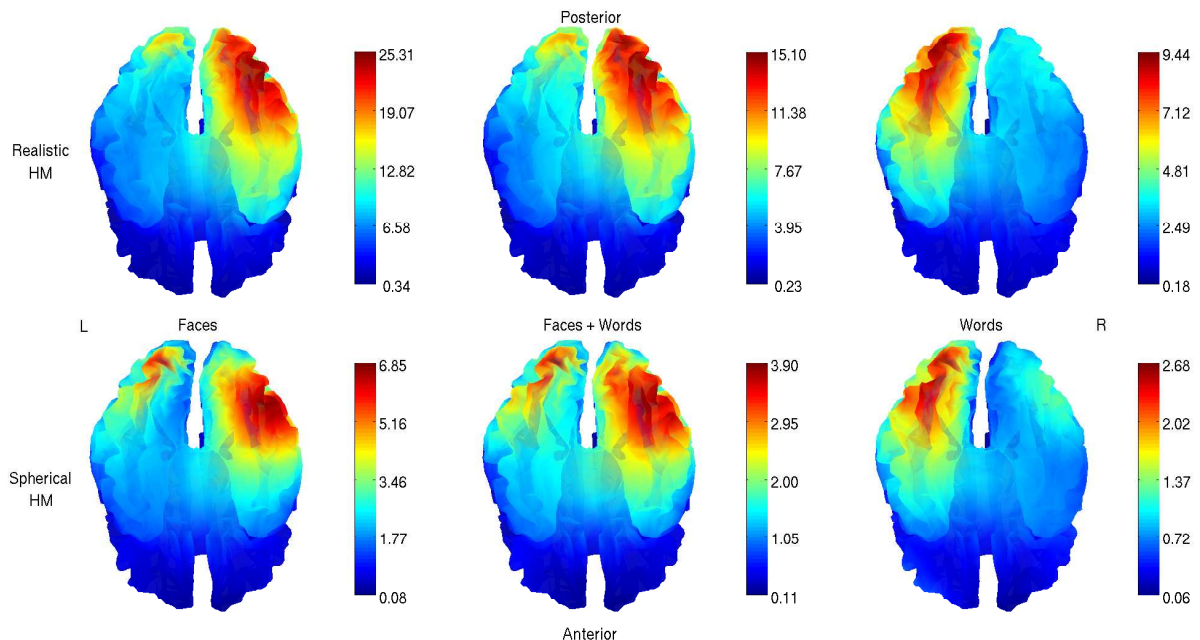 Posterior
25.31
19.07
12.82
6.58
0.34
15.10
11.38
7.67
3.95
0.23
9.44
7.12
4.81
2.49
0.18
Realistic
HM
L
Faces
Faces + Words
Words
R
6.85
5.16
3.46
1.77
0.08
3.90
2.95
2.00
1.05
0.11
2.68
2.02
1.37
0.72
0.06
Spherical
HM
Anterior